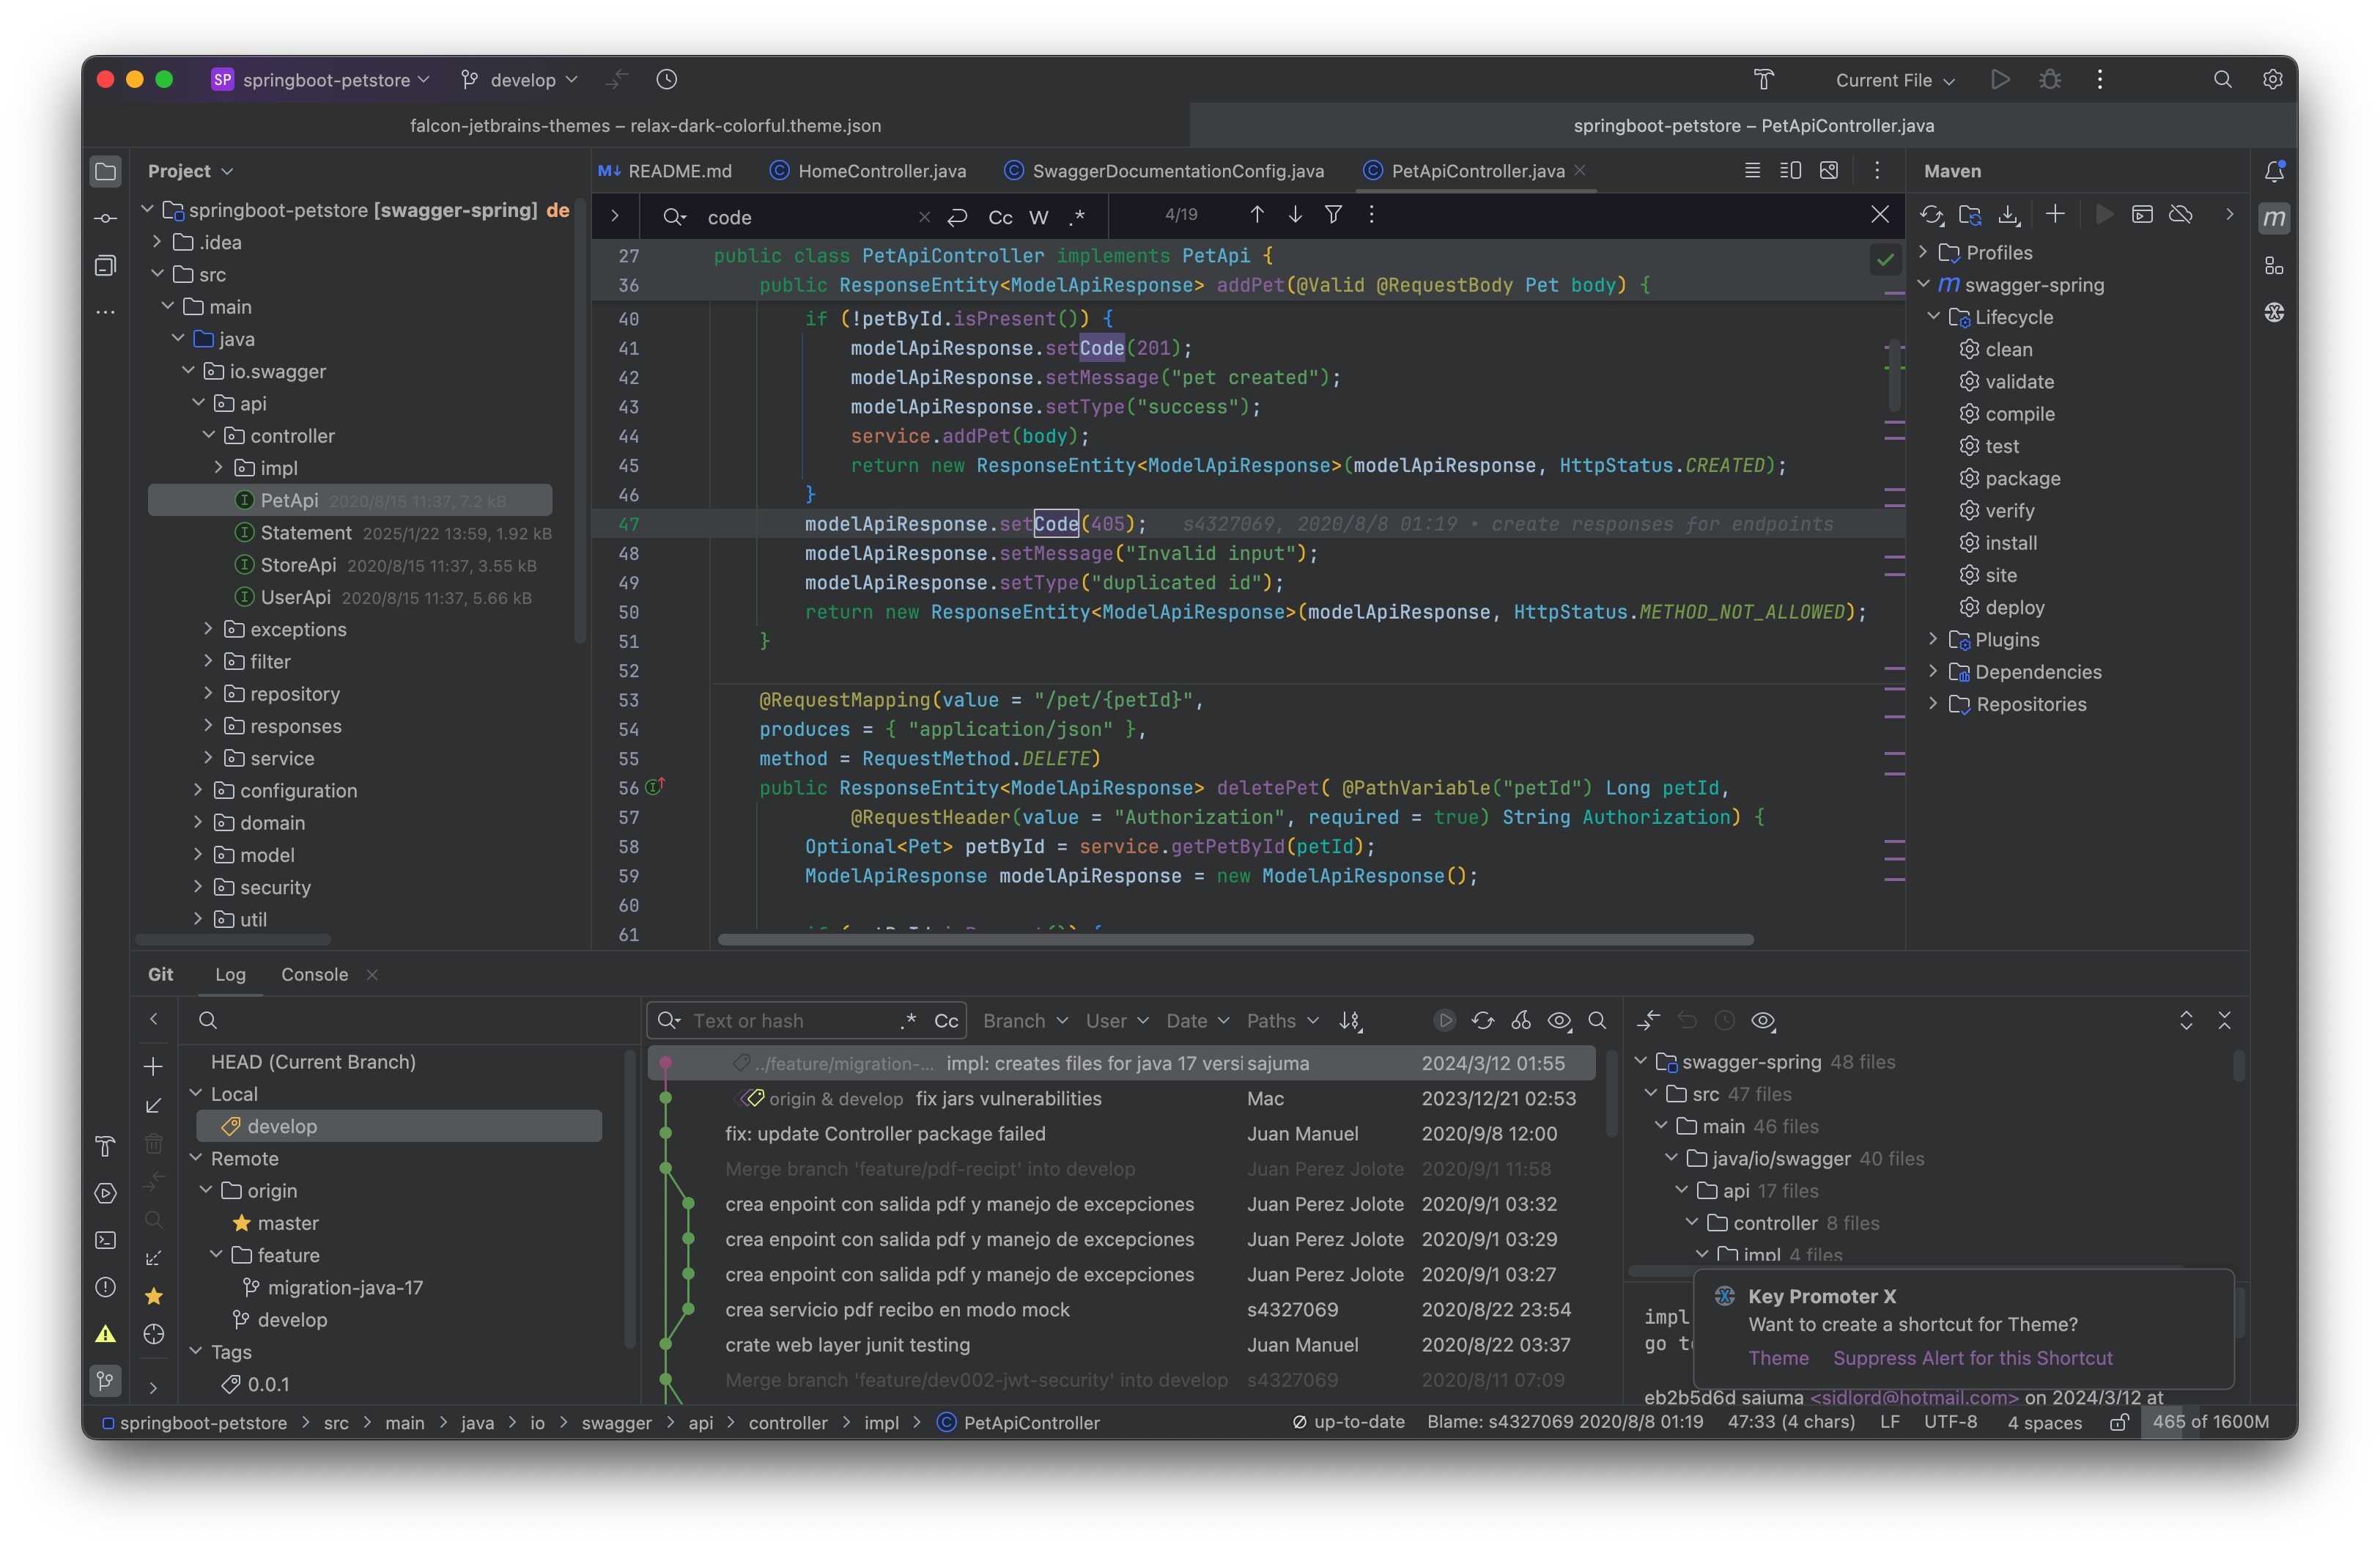 SP springboot-petstore develop Current File
falcon-jetbrains-themes – relax-dark-colorful.theme.json
springboot-petstore – PetApiController.java
Project
springboot-petstore [swagger-spring] de
.idea
src
main
java
io.swagger
api
controller
impl
PetApi 2020/8/15 11:37, 7.2 kB
Statement 2025/1/22 13:59, 1.92 kB
StoreApi 2020/8/15 11:37, 3.55 kB
UserApi 2020/8/15 11:37, 5.66 kB
exceptions
filter
repository
responses
service
configuration
domain
model
security
util
M↓ README.md HomeController.java SwaggerDocumentationConfig.java PetApiController.java
code Cc W .* 4/19
27 public class PetApiController implements PetApi {
36 public ResponseEntity<ModelApiResponse> addPet(@Valid @RequestBody Pet body) {
40 if (!petById.isPresent()) {
41 modelApiResponse.setCode(201);
42 modelApiResponse.setMessage("pet created");
43 modelApiResponse.setType("success");
44 service.addPet(body);
45 return new ResponseEntity<ModelApiResponse>(modelApiResponse, HttpStatus.CREATED);
46 }
47 modelApiResponse.setCode(405); s4327069, 2020/8/8 01:19 • create responses for endpoints
48 modelApiResponse.setMessage("Invalid input");
49 modelApiResponse.setType("duplicated id");
50 return new ResponseEntity<ModelApiResponse>(modelApiResponse, HttpStatus.METHOD_NOT_ALLOWED);
51 }
52
53 @RequestMapping(value = "/pet/{petId}",
54 produces = { "application/json" },
55 method = RequestMethod.DELETE)
56 public ResponseEntity<ModelApiResponse> deletePet( @PathVariable("petId") Long petId,
57 @RequestHeader(value = "Authorization", required = true) String Authorization) {
58 Optional<Pet> petById = service.getPetById(petId);
59 ModelApiResponse modelApiResponse = new ModelApiResponse();
60
61
Maven
Profiles
m swagger-spring
Lifecycle
clean
validate
compile
test
package
verify
install
site
deploy
Plugins
Dependencies
Repositories
m
Git Log Console
HEAD (Current Branch)
Local
develop
Remote
origin
master
feature
migration-java-17
develop
Tags
0.0.1
Text or hash .* Cc Branch User Date Paths
../feature/migration-... impl: creates files for java 17 versi sajuma 2024/3/12 01:55
origin & develop fix jars vulnerabilities Mac 2023/12/21 02:53
fix: update Controller package failed Juan Manuel 2020/9/8 12:00
Merge branch 'feature/pdf-recipt' into develop Juan Perez Jolote 2020/9/1 11:58
crea enpoint con salida pdf y manejo de excepciones Juan Perez Jolote 2020/9/1 03:32
crea enpoint con salida pdf y manejo de excepciones Juan Perez Jolote 2020/9/1 03:29
crea enpoint con salida pdf y manejo de excepciones Juan Perez Jolote 2020/9/1 03:27
crea servicio pdf recibo en modo mock s4327069 2020/8/22 23:54
crate web layer junit testing Juan Manuel 2020/8/22 03:37
Merge branch 'feature/dev002-jwt-security' into develop s4327069 2020/8/11 07:09
swagger-spring 48 files
src 47 files
main 46 files
java/io/swagger 40 files
api 17 files
controller 8 files
impl 4 files
impl
go
Key Promoter X
Want to create a shortcut for Theme?
Theme Suppress Alert for this Shortcut
eb2b5d6d sajuma <sidlord@hotmail.com> on 2024/3/12 at
springboot-petstore > src > main > java > io > swagger > api > controller > impl > PetApiController
up-to-date Blame: s4327069 2020/8/8 01:19 47:33 (4 chars) LF UTF-8 4 spaces 465 of 1600M